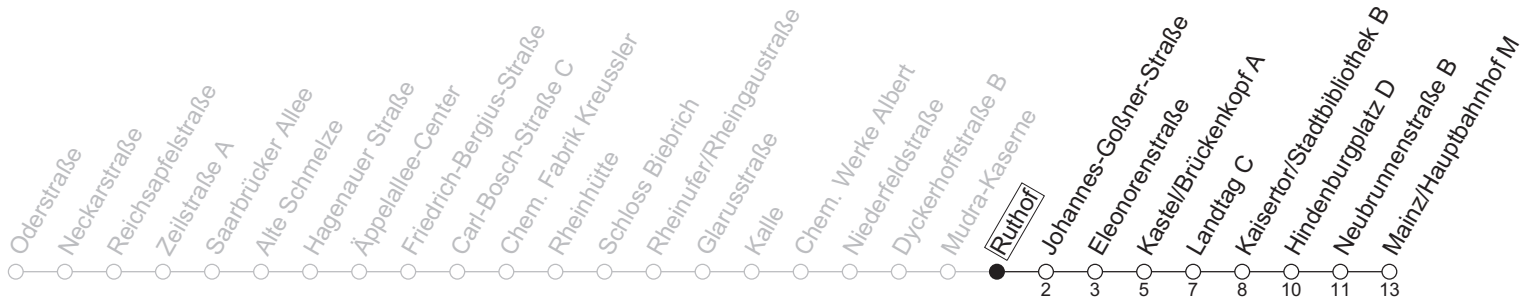 Oderstraße
Neckarstraße
Reichsapfelstraße
Zeilstraße A
Saarbrücker Allee
Alte Schmelze
Hagenauer Straße
Äppelallee-Center
Friedrich-Bergius-Straße
Carl-Bosch-Straße C
Chem. Fabrik Kreussler
Rheinhütte
Schloss Biebrich
Rheinufer/Rheingaustraße
Glarusstraße
Kalle
Chem. Werke Albert
Niederfeldstraße
Dyckerhoffstraße B
Mudra-Kaserne
Ruthof
Johannes-Goßner-Straße
Eleonorenstraße
Kastel/Brückenkopf A
Landtag C
Kaisertor/Stadtbibliothek B
Hindenburgplatz D
Neubrunnenstraße B
Mainz/Hauptbahnhof M
2 3 5 7 8 10 11 13